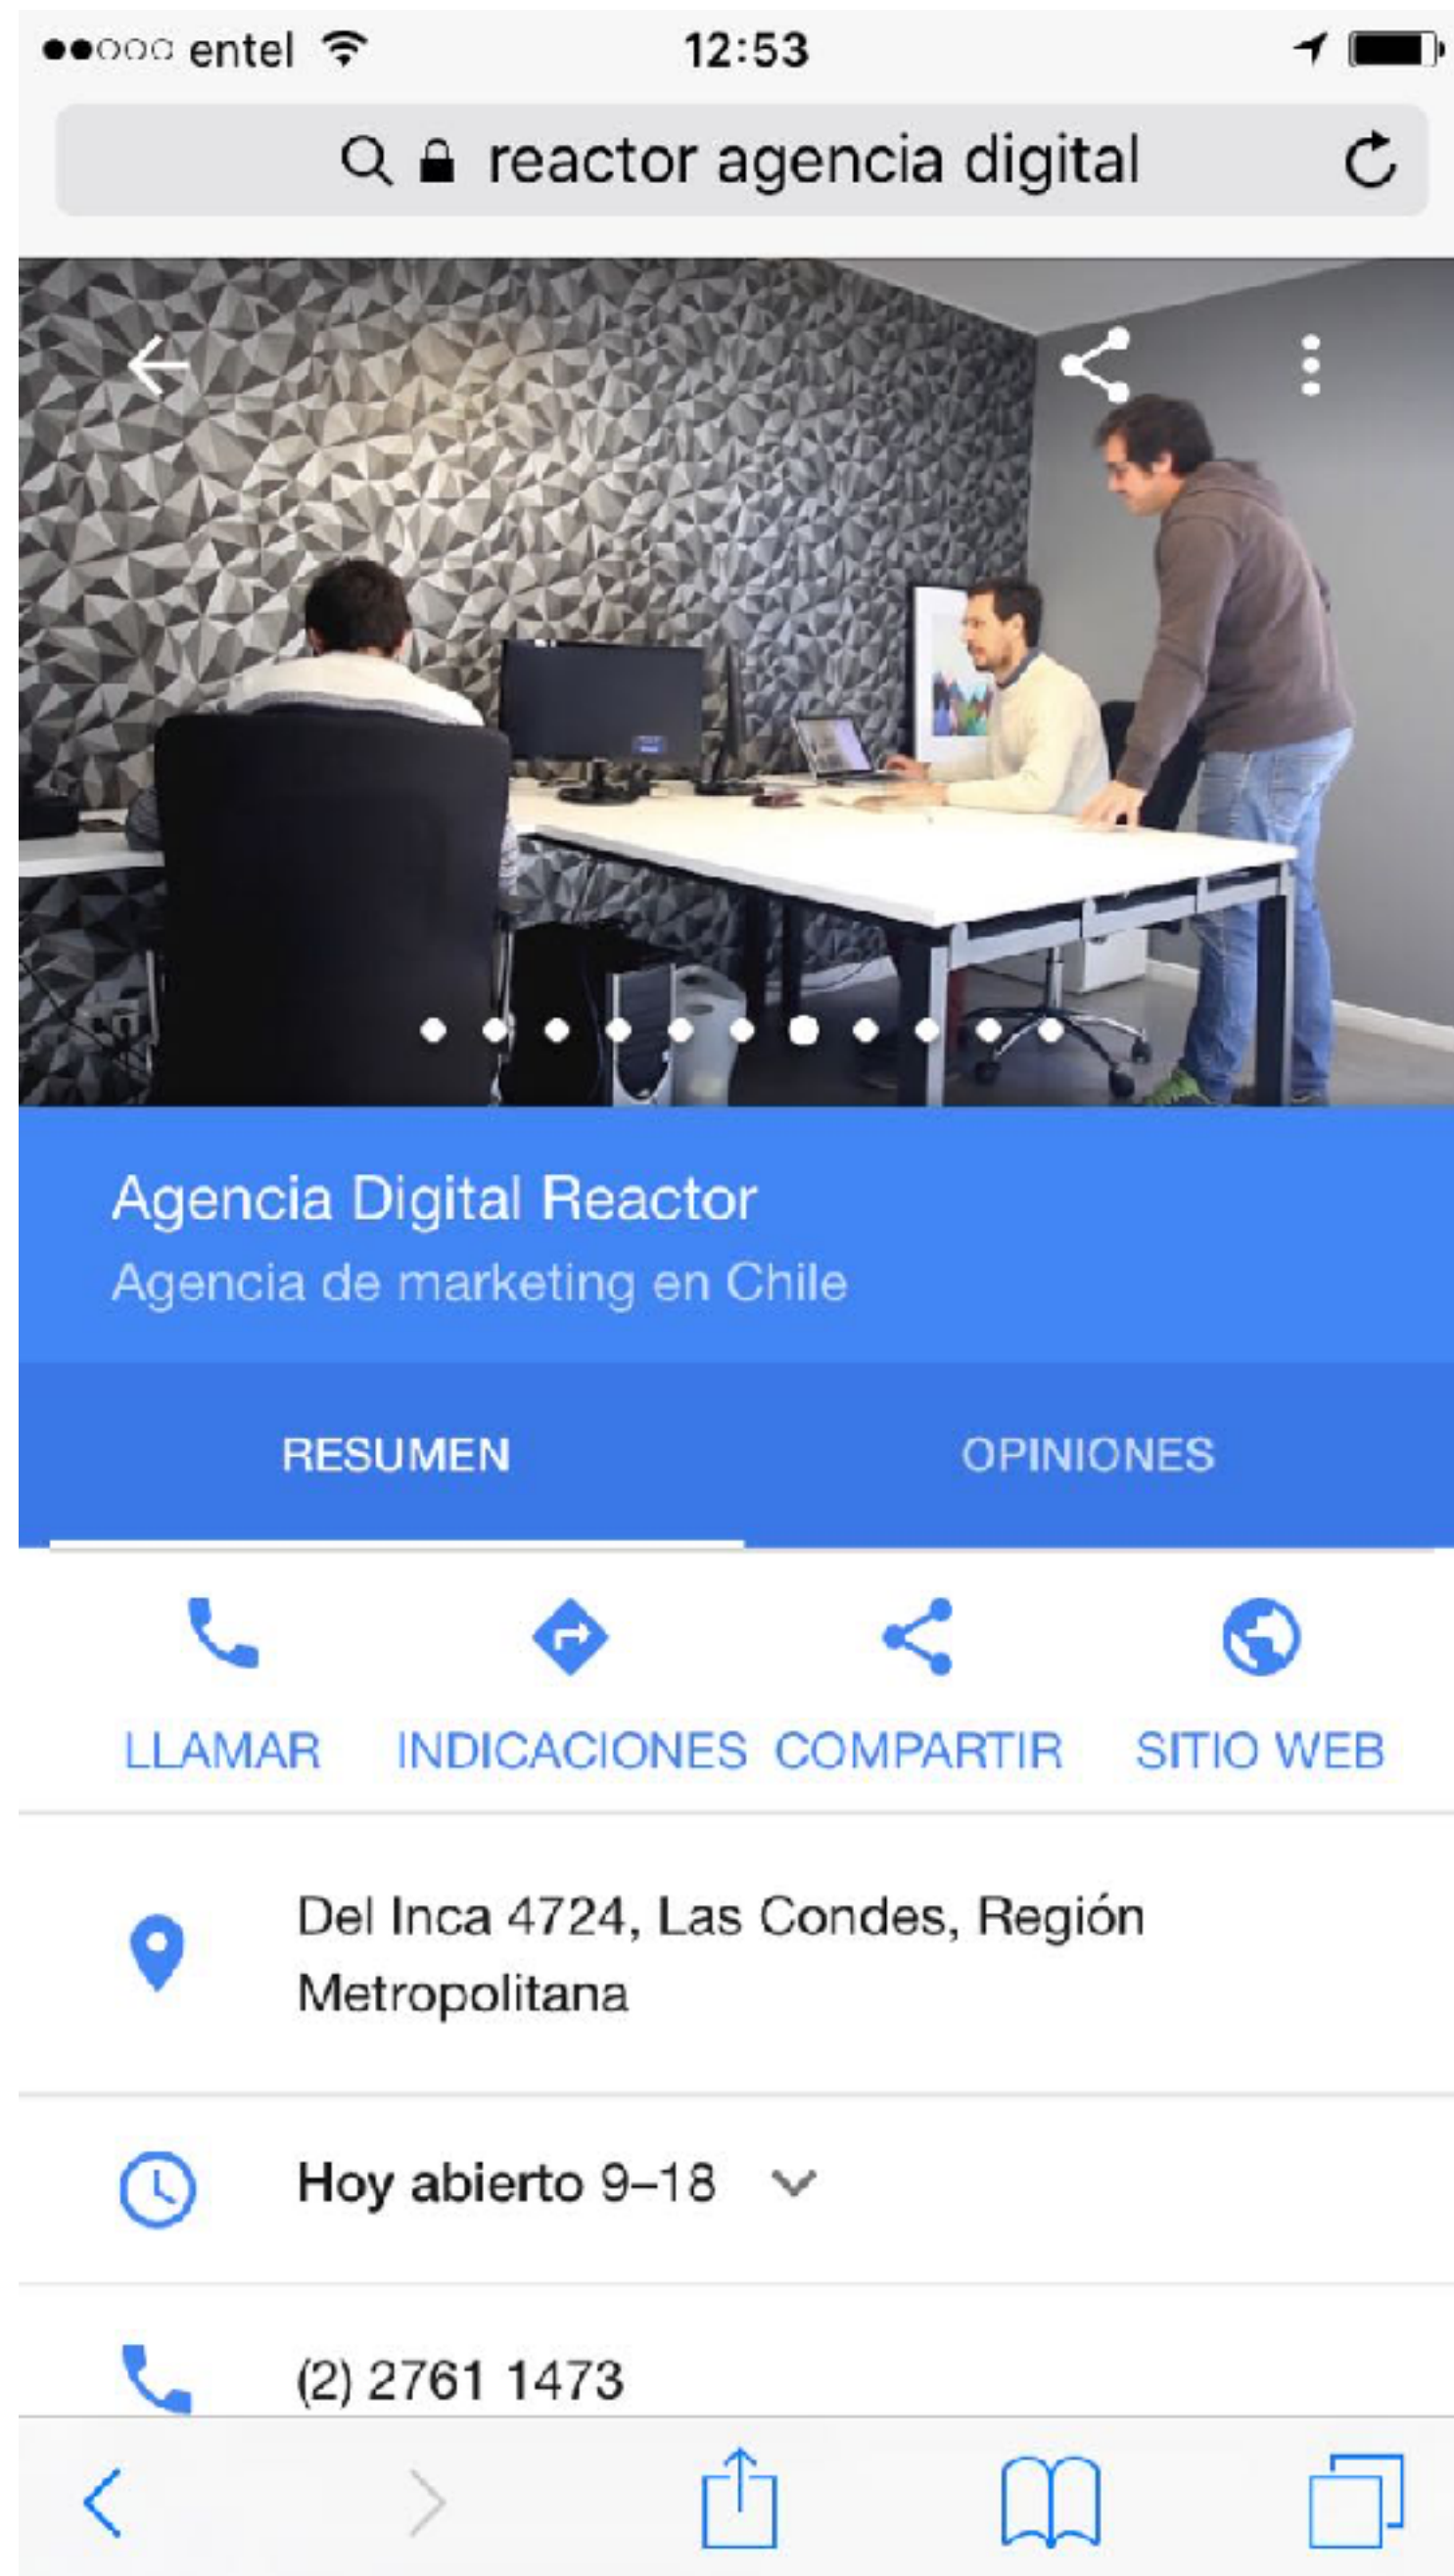 entel 12:53
reactor agencia digital
Agencia Digital Reactor
Agencia de marketing en Chile
RESUMEN OPINIONES
LLAMAR INDICACIONES COMPARTIR SITIO WEB
Del Inca 4724, Las Condes, Región
Metropolitana
Hoy abierto 9–18
(2) 2761 1473